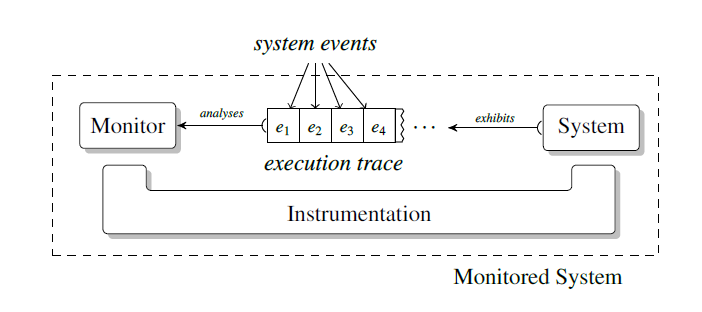 system events
Monitor
analyses
e1 e2 e3 e4 ...
exhibits
System
execution trace
Instrumentation
Monitored System